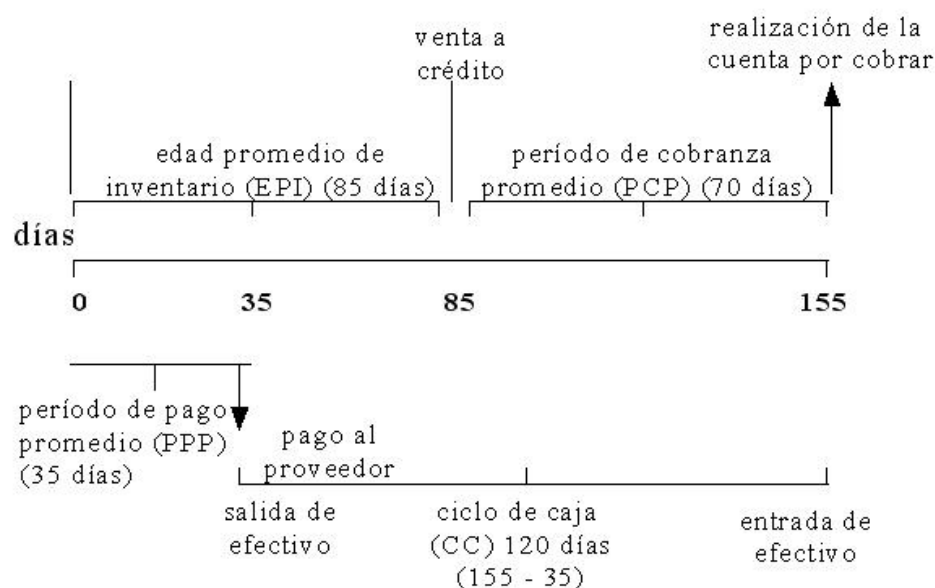 venta a
crédito
realización de la
cuenta por cobrar
edad promedio de
inventario (EPI) (85 días)
período de cobranza
promedio (PCP) (70 días)
días
0 35 85 155
período de pago
promedio (PPP)
(35 días)
pago al
proveedor
salida de
efectivo
ciclo de caja
(CC) 120 días
(155 - 35)
entrada de
efectivo